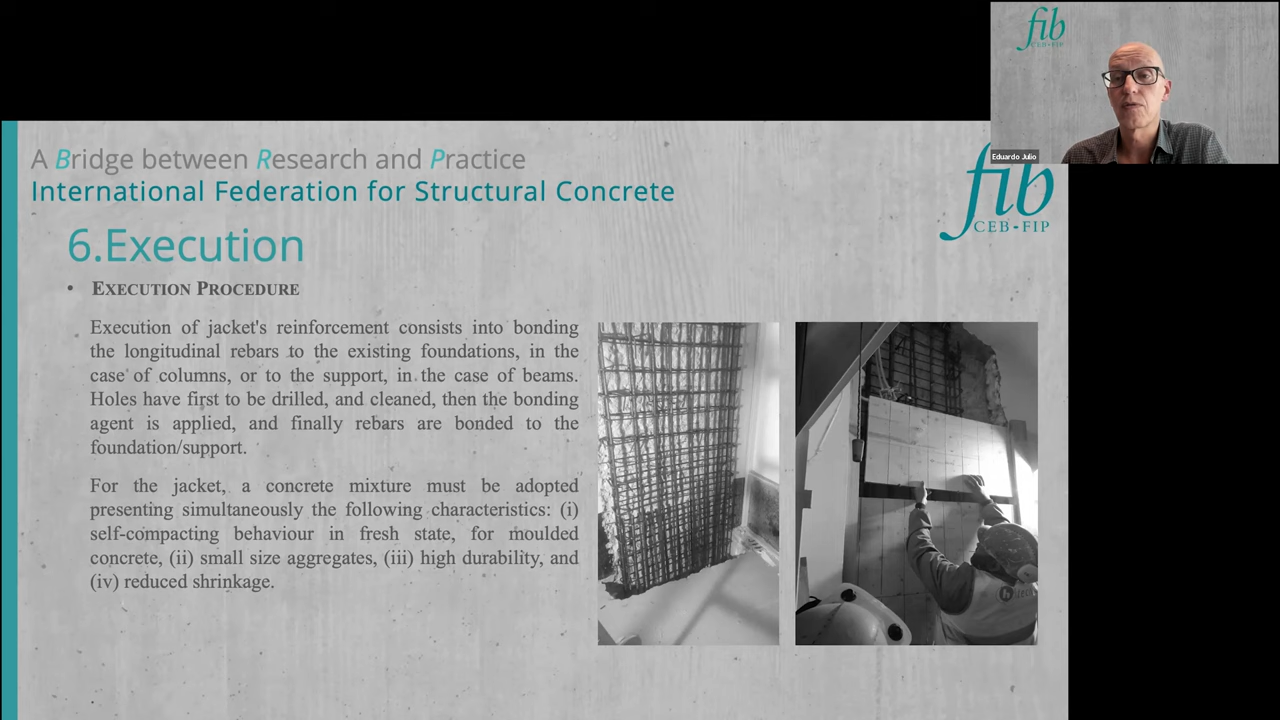 fib
CEB-FIP
Eduardo Julio
A Bridge between Research and Practice
International Federation for Structural Concrete
fib
CEB-FIP
6.Execution
• EXECUTION PROCEDURE
Execution of jacket's reinforcement consists into bonding
the longitudinal rebars to the existing foundations, in the
case of columns, or to the support, in the case of beams.
Holes have first to be drilled, and cleaned, then the bonding
agent is applied, and finally rebars are bonded to the
foundation/support.
For the jacket, a concrete mixture must be adopted
presenting simultaneously the following characteristics: (i)
self-compacting behaviour in fresh state, for moulded
concrete, (ii) small size aggregates, (iii) high durability, and
(iv) reduced shrinkage.